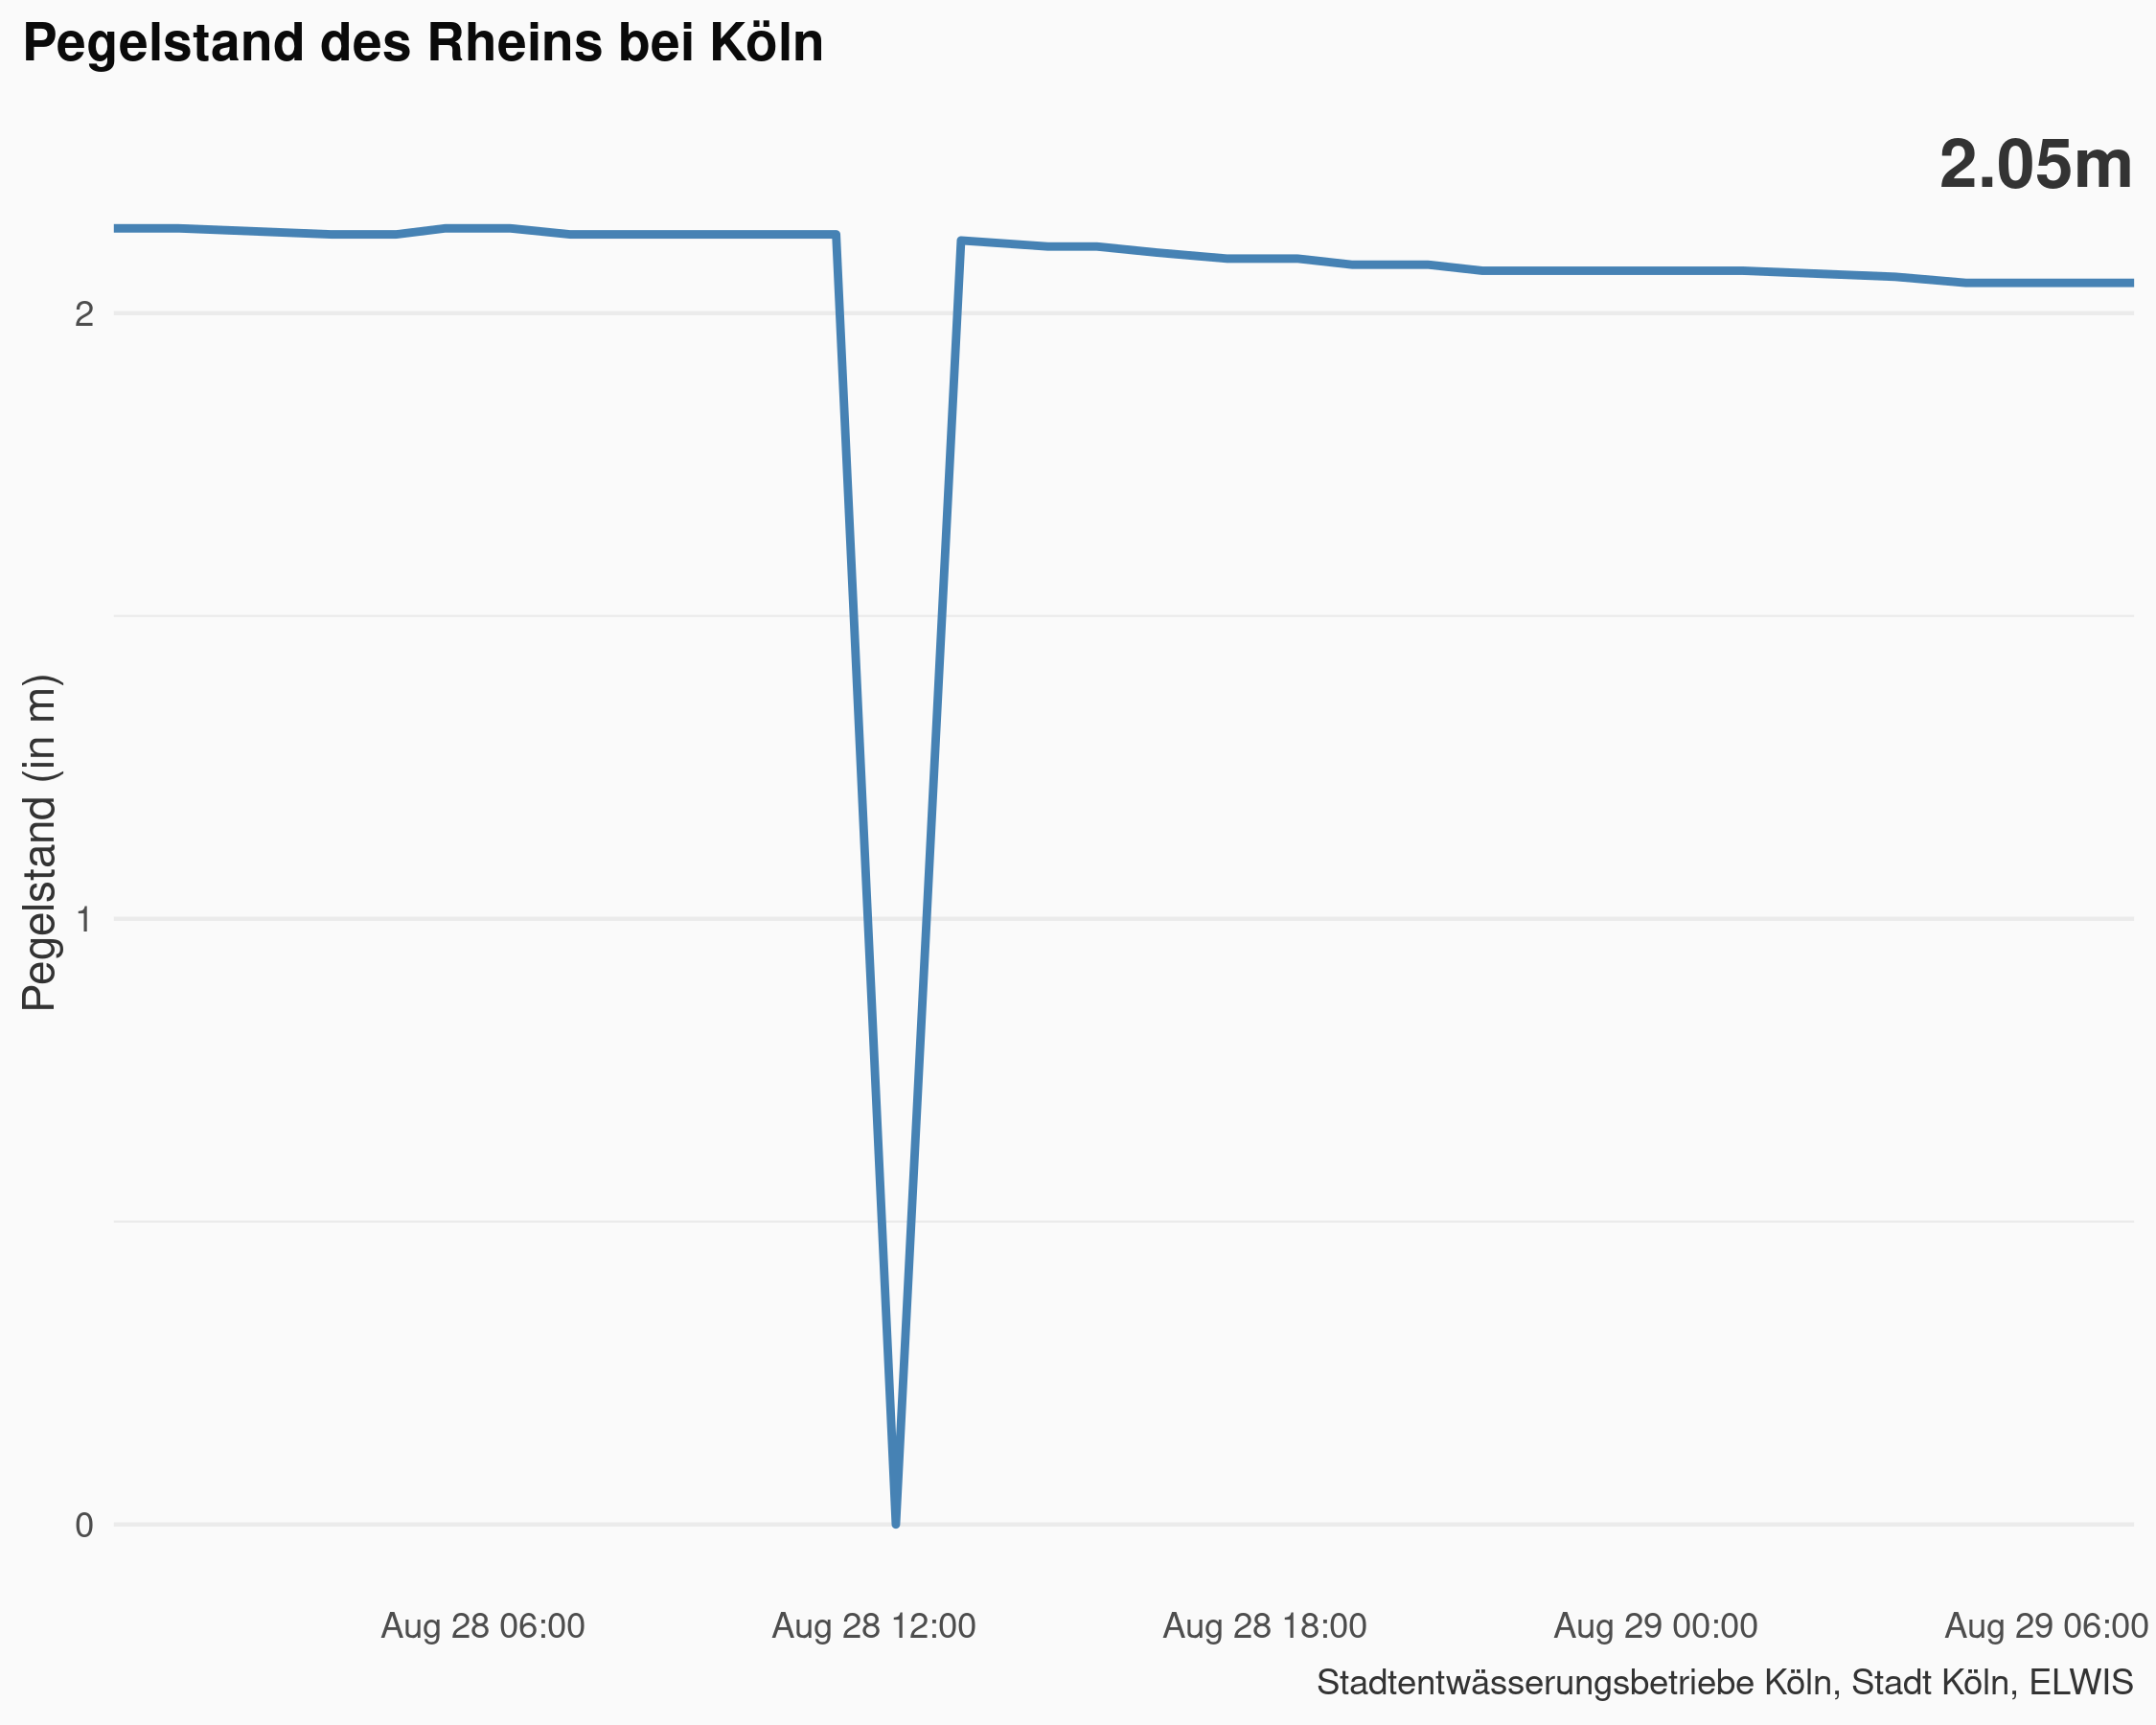 Pegelstand des Rheins bei Köln
2.05m
Pegelstand (in m)
2
1
0
Aug 28 06:00
Aug 28 12:00
Aug 28 18:00
Aug 29 00:00
Aug 29 06:00
Stadtentwässerungsbetriebe Köln, Stadt Köln, ELWIS